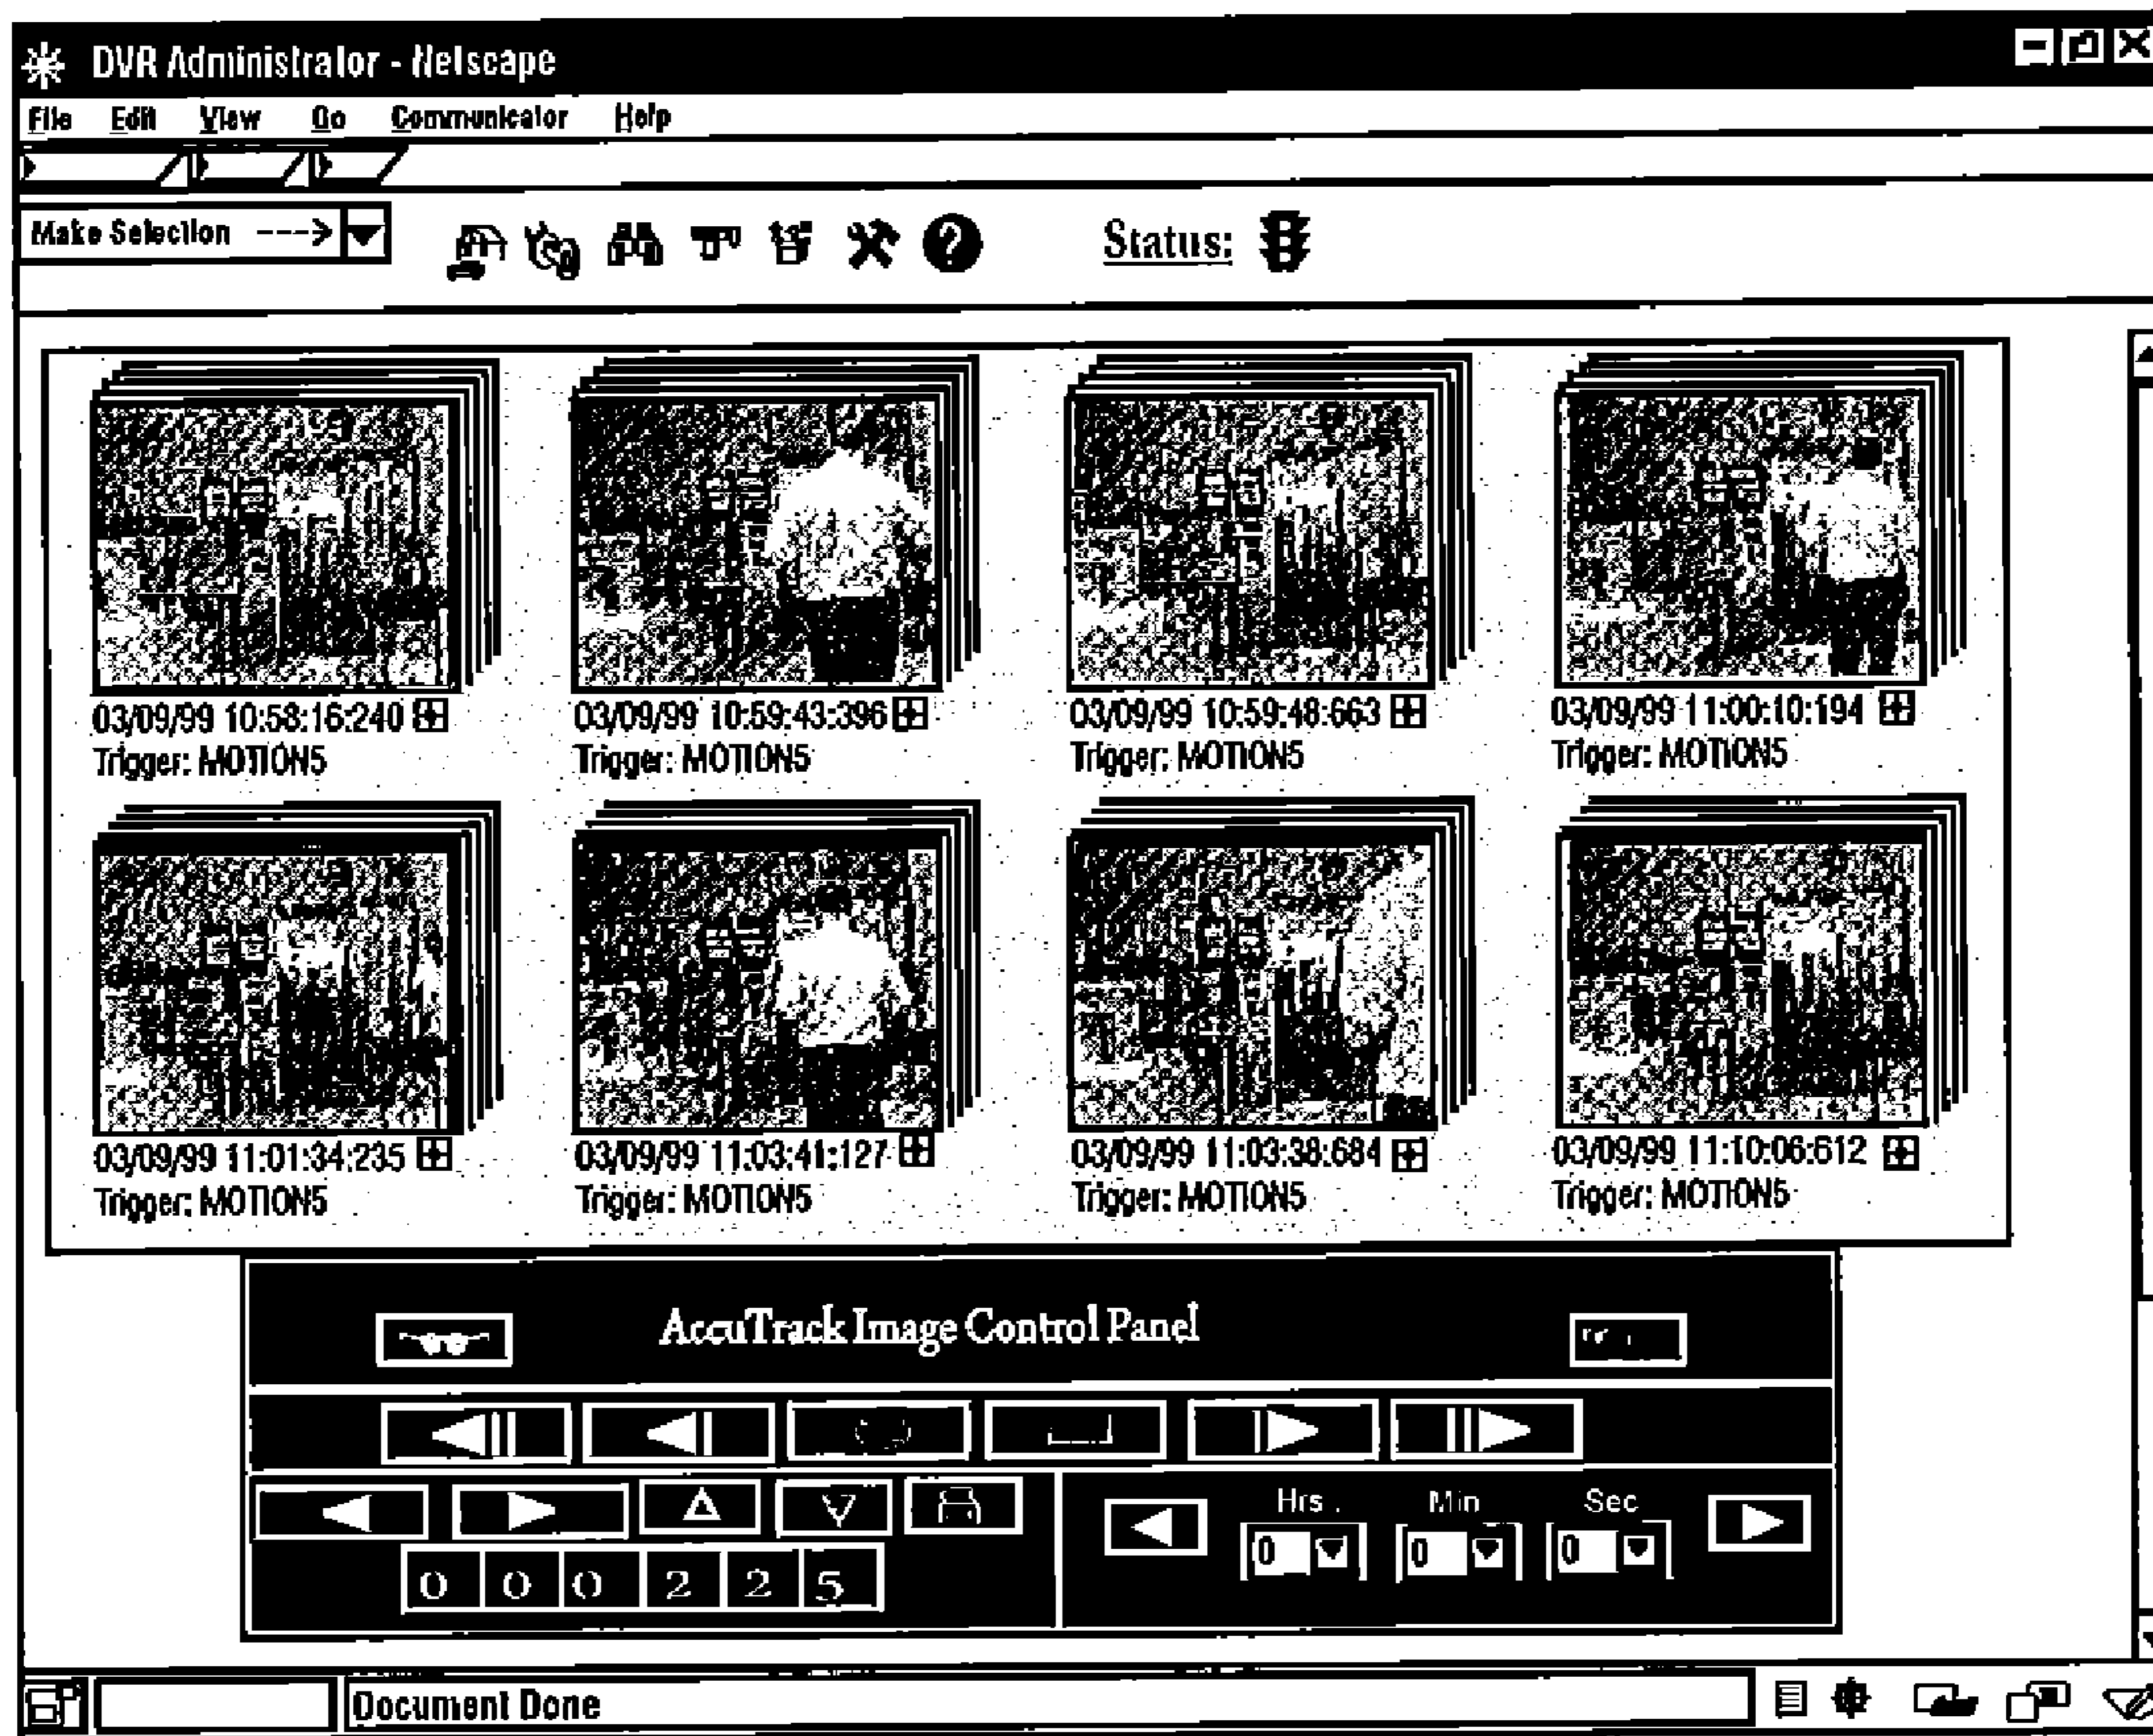 DVR Administrator - Netscape
File Edit View Go Communicator Help
Make Selection --->
Status:
03/09/99 10:58:16:240 03/09/99 10:59:43:396 03/09/99 10:59:48:663 03/09/99 11:00:10:194
Trigger: MOTION5 Trigger: MOTION5 Trigger: MOTION5 Trigger: MOTION5
03/09/99 11:01:34:235 03/09/99 11:03:41:127 03/09/99 11:03:38:684 03/09/99 11:10:06:612
Trigger: MOTION5 Trigger: MOTION5 Trigger: MOTION5 Trigger: MOTION5
AccuTrack Image Control Panel
Hrs. Min Sec
0 0 0
0 0 0 2 2 5
Document Done